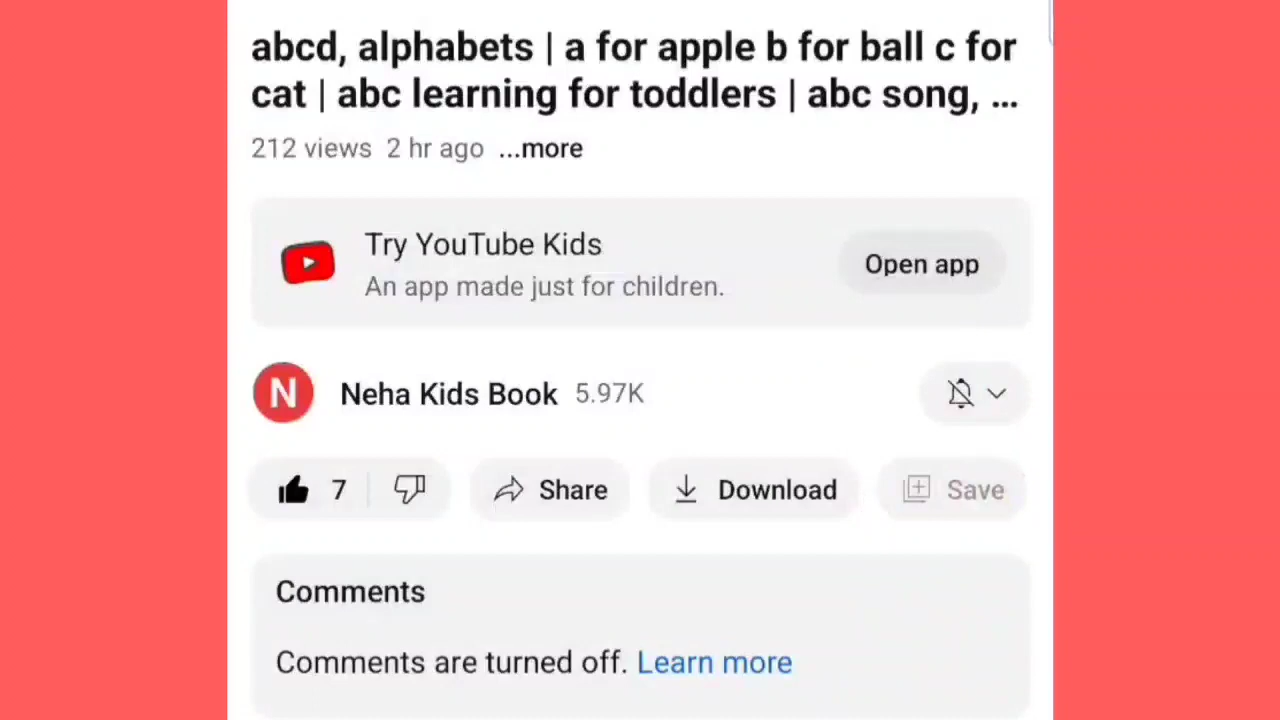 abcd, alphabets | a for apple b for ball c for
cat | abc learning for toddlers | abc song, ...
212 views 2 hr ago ...more
Try YouTube Kids
An app made just for children.
Open app
N Neha Kids Book 5.97K
7 Share Download Save
Comments
Comments are turned off. Learn more